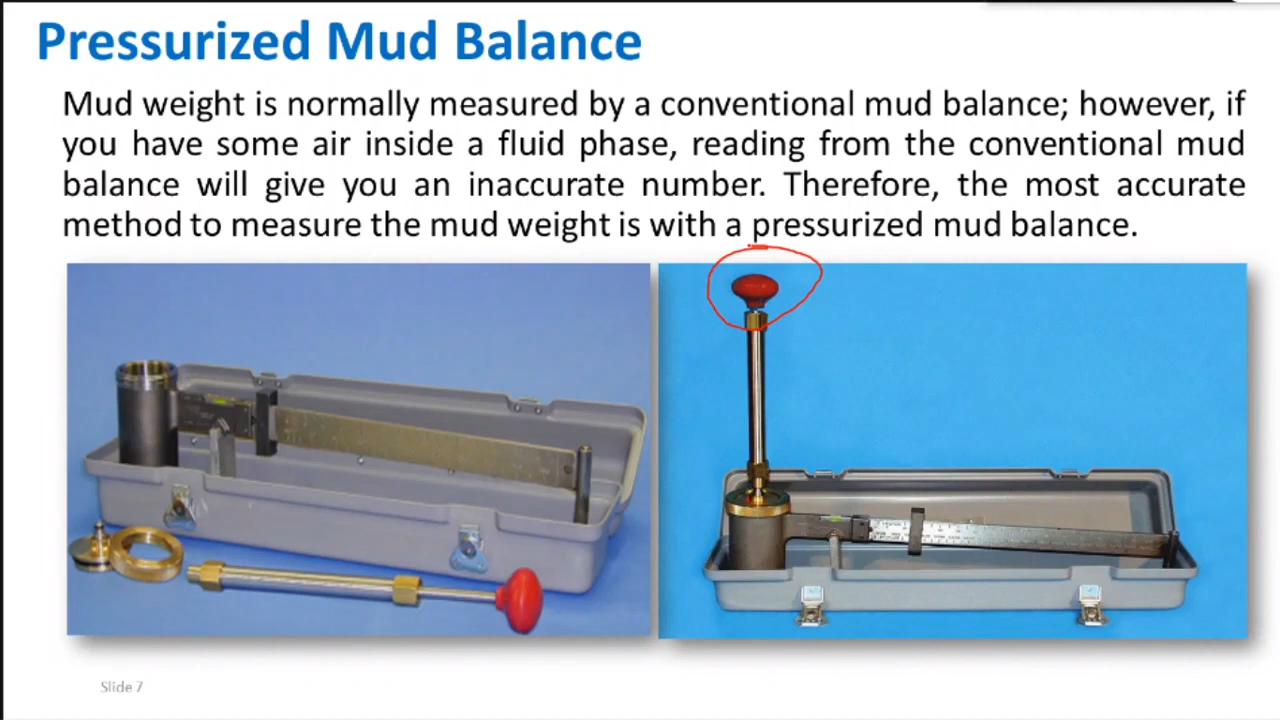 Pressurized Mud Balance
Mud weight is normally measured by a conventional mud balance; however, if
you have some air inside a fluid phase, reading from the conventional mud
balance will give you an inaccurate number. Therefore, the most accurate
method to measure the mud weight is with a pressurized mud balance.
Slide 7